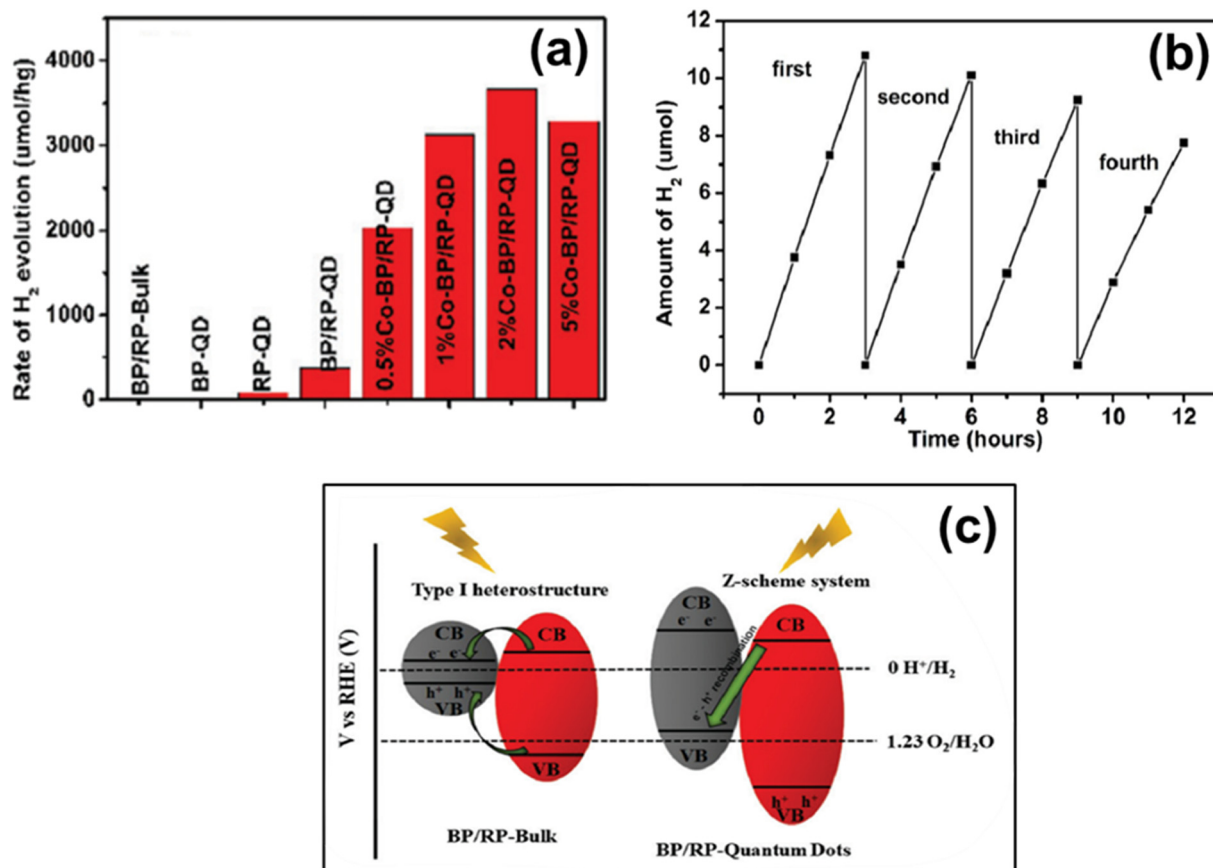 (a)
Rate of H₂ evolution (umol/hg)
4000
3000
2000
1000
0
BP/RP-Bulk
BP-QD
RP-QD
BP/RP-QD
0.5%Co-BP/RP-QD
1%Co-BP/RP-QD
2%Co-BP/RP-QD
5%Co-BP/RP-QD
(b)
Amount of H₂ (umol)
12
10
8
6
4
2
0
first
second
third
fourth
0 2 4 6 8 10 12
Time (hours)
(c)
V vs RHE (V)
Type I heterostructure
Z-scheme system
CB
e⁻ e⁻
h⁺ h⁺
VB
CB
VB
CB
e⁻ e⁻
VB
e⁻ - h⁺ recombination
CB
h⁺ h⁺
VB
0 H⁺/H₂
1.23 O₂/H₂O
BP/RP-Bulk
BP/RP-Quantum Dots